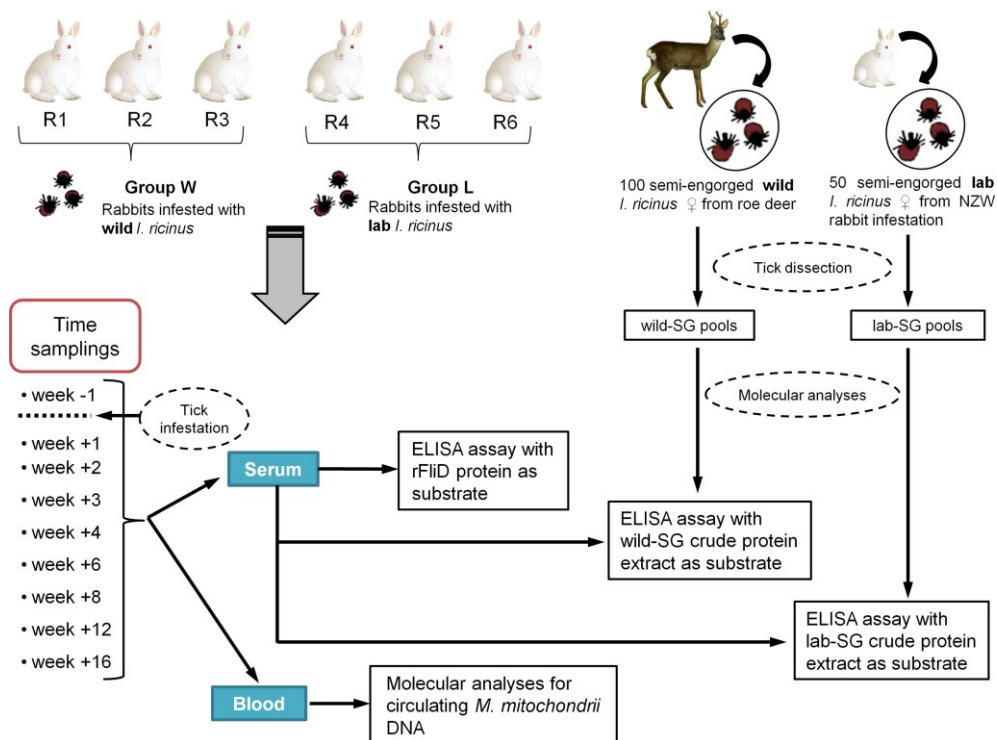 R1 R2 R3 R4 R5 R6
Group W
Rabbits infested with
wild I. ricinus
Group L
Rabbits infested with
lab I. ricinus
100 semi-engorged wild
I. ricinus ♀ from roe deer
50 semi-engorged lab
I. ricinus ♀ from NZW
rabbit infestation
Tick dissection
wild-SG pools
lab-SG pools
Molecular analyses
Time
samplings
• week -1
Tick
infestation
• week +1
• week +2
• week +3
• week +4
• week +6
• week +8
• week +12
• week +16
Serum
ELISA assay with
rFliD protein as
substrate
ELISA assay with
wild-SG crude protein
extract as substrate
ELISA assay with
lab-SG crude protein
extract as substrate
Blood
Molecular analyses for
circulating M. mitochondrii
DNA